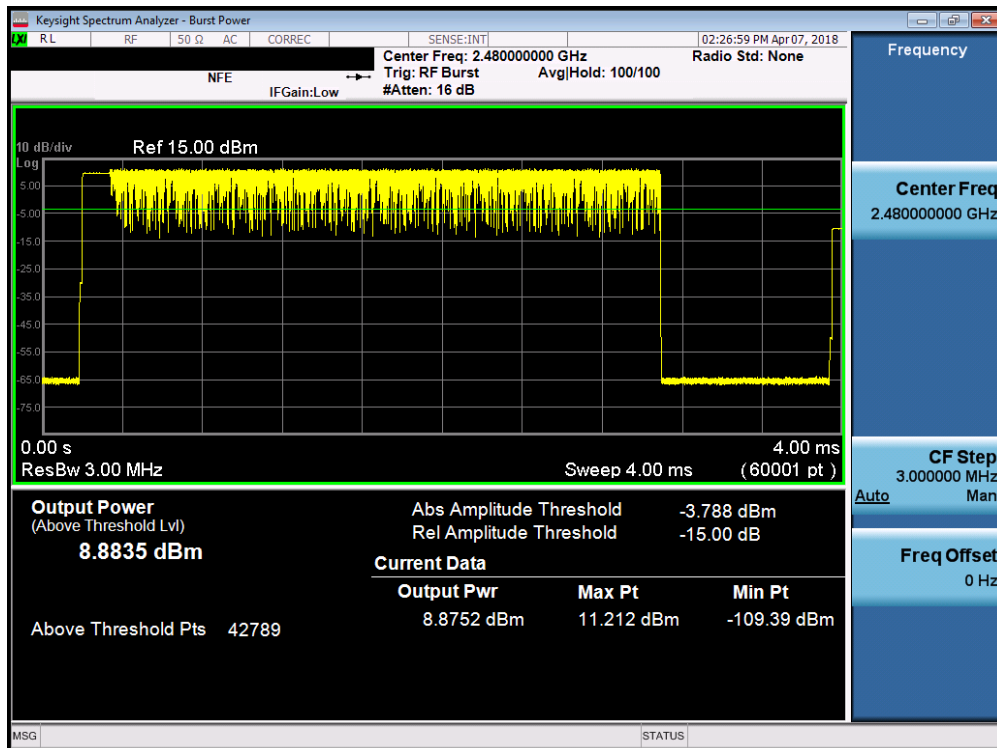 Keysight Spectrum Analyzer - Burst Power
LXI RL RF 50 Ω AC CORREC SENSE:INT 02:26:59 PM Apr 07, 2018
Center Freq: 2.480000000 GHz Radio Std: None
NFE Trig: RF Burst Avg|Hold: 100/100
IFGain:Low #Atten: 16 dB
10 dB/div Ref 15.00 dBm
Log
5.00
-5.00
-15.0
-25.0
-35.0
-45.0
-55.0
-65.0
-75.0
0.00 s 4.00 ms
ResBw 3.00 MHz Sweep 4.00 ms (60001 pt)
Output Power
(Above Threshold Lvl)
8.8835 dBm
Above Threshold Pts 42789
Abs Amplitude Threshold -3.788 dBm
Rel Amplitude Threshold -15.00 dB
Current Data
Output Pwr Max Pt Min Pt
8.8752 dBm 11.212 dBm -109.39 dBm
Frequency
Center Freq
2.480000000 GHz
CF Step
3.000000 MHz
Auto Man
Freq Offset
0 Hz
MSG STATUS